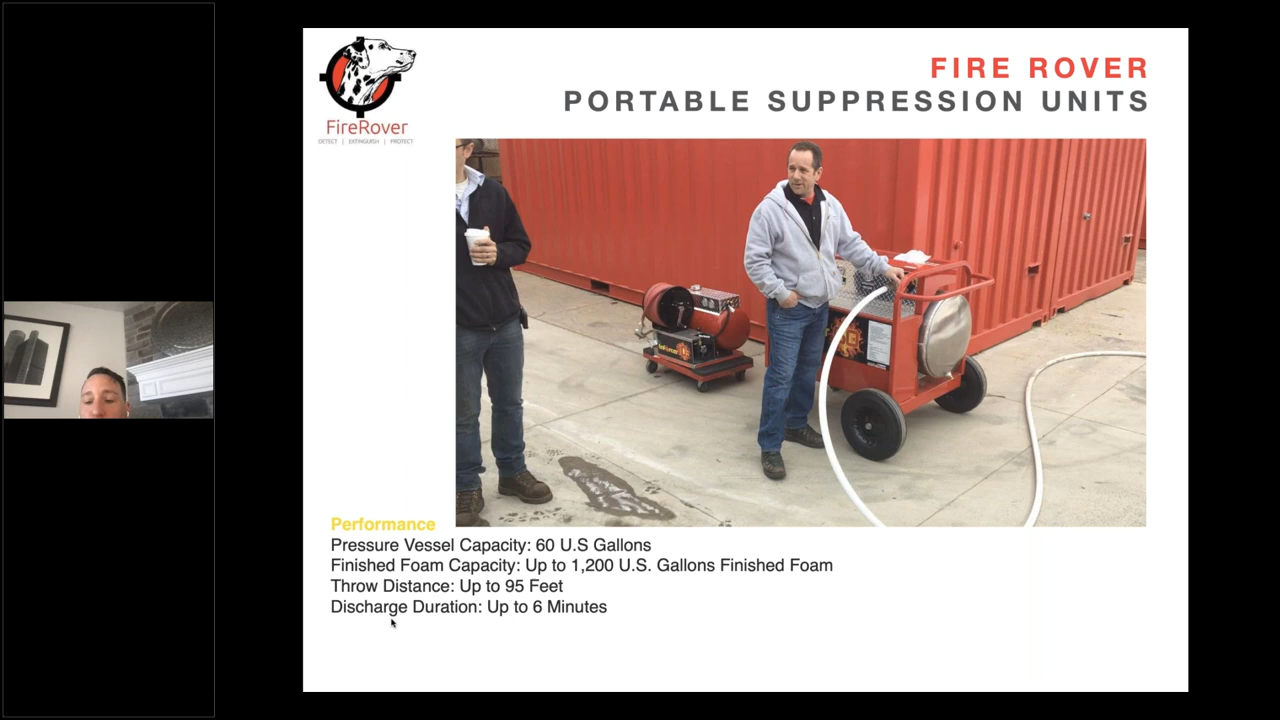 FIRE ROVER
PORTABLE SUPPRESSION UNITS
FireRover
DETECT | EXTINGUISH | PROTECT
Performance
Pressure Vessel Capacity: 60 U.S Gallons
Finished Foam Capacity: Up to 1,200 U.S. Gallons Finished Foam
Throw Distance: Up to 95 Feet
Discharge Duration: Up to 6 Minutes